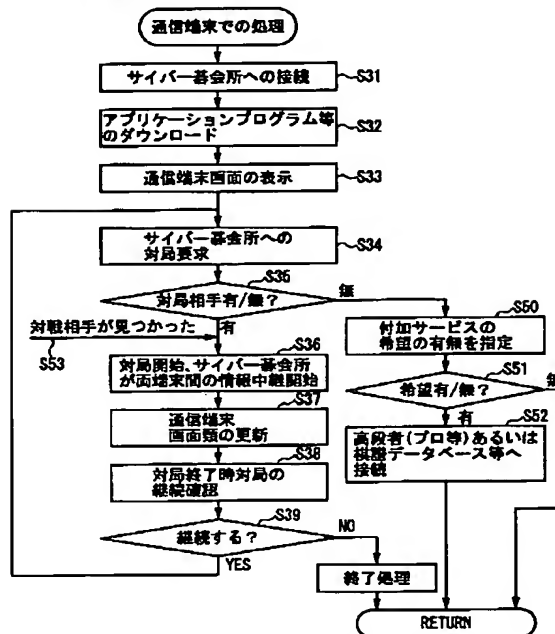 通信端末での処理
サイバー碁会所への接続
S31
アプリケーションプログラム等
のダウンロード
S32
通信端末画面の表示
S33
サイバー碁会所への
対局要求
S34
S35
対局相手有/無?
無
有
対戦相手が見つかった
S53
S36
対局開始、サイバー碁会所
が両端末間の情報中継開始
S37
通信端末
画面類の更新
S38
対局終了時対局の
継続確認
S39
継続する?
NO
YES
終了処理
S50
付加サービスの
希望の有無を指定
S51
希望有/無?
無
有
S52
高段者(プロ等)あるいは
棋譜データベース等へ
接続
RETURN